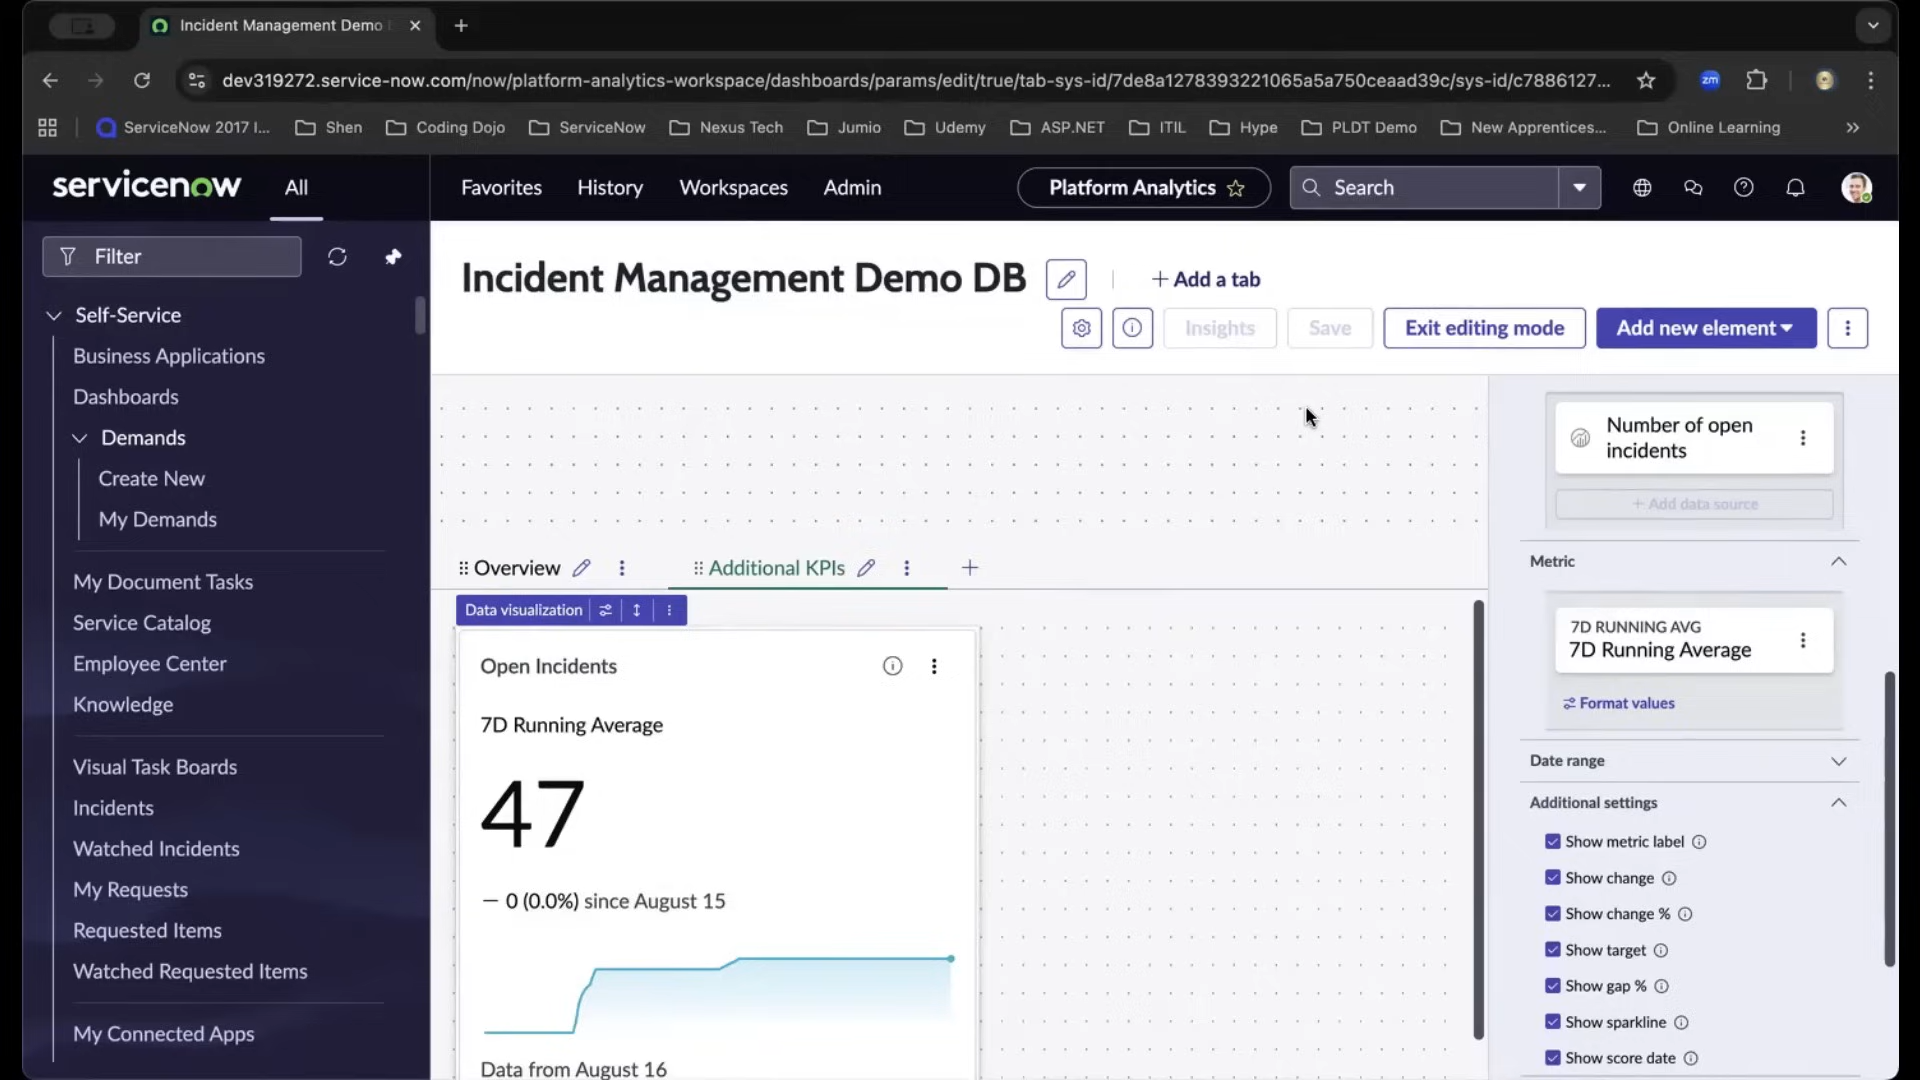 Incident Management Demo
dev319272.service-now.com/now/platform-analytics-workspace/dashboards/params/edit/true/tab-sys-id/7de8a1278393221065a5a750ceaad39c/sys-id/c7886127...
zm
ServiceNow 2017 I...
Shen
Coding Dojo
ServiceNow
Nexus Tech
Jumio
Udemy
ASP.NET
ITIL
Hype
PLDT Demo
New Apprentices...
Online Learning
servicenow
All
Favorites
History
Workspaces
Admin
Platform Analytics
Search
Filter
Self-Service
Business Applications
Dashboards
Demands
Create New
My Demands
My Document Tasks
Service Catalog
Employee Center
Knowledge
Visual Task Boards
Incidents
Watched Incidents
My Requests
Requested Items
Watched Requested Items
My Connected Apps
Incident Management Demo DB
+ Add a tab
Insights
Save
Exit editing mode
Add new element
Overview
Additional KPIs
Data visualization
Open Incidents
7D Running Average
47
— 0 (0.0%) since August 15
Data from August 16
Number of open
incidents
+ Add data source
Metric
7D RUNNING AVG
7D Running Average
Format values
Date range
Additional settings
Show metric label
Show change
Show change %
Show target
Show gap %
Show sparkline
Show score date